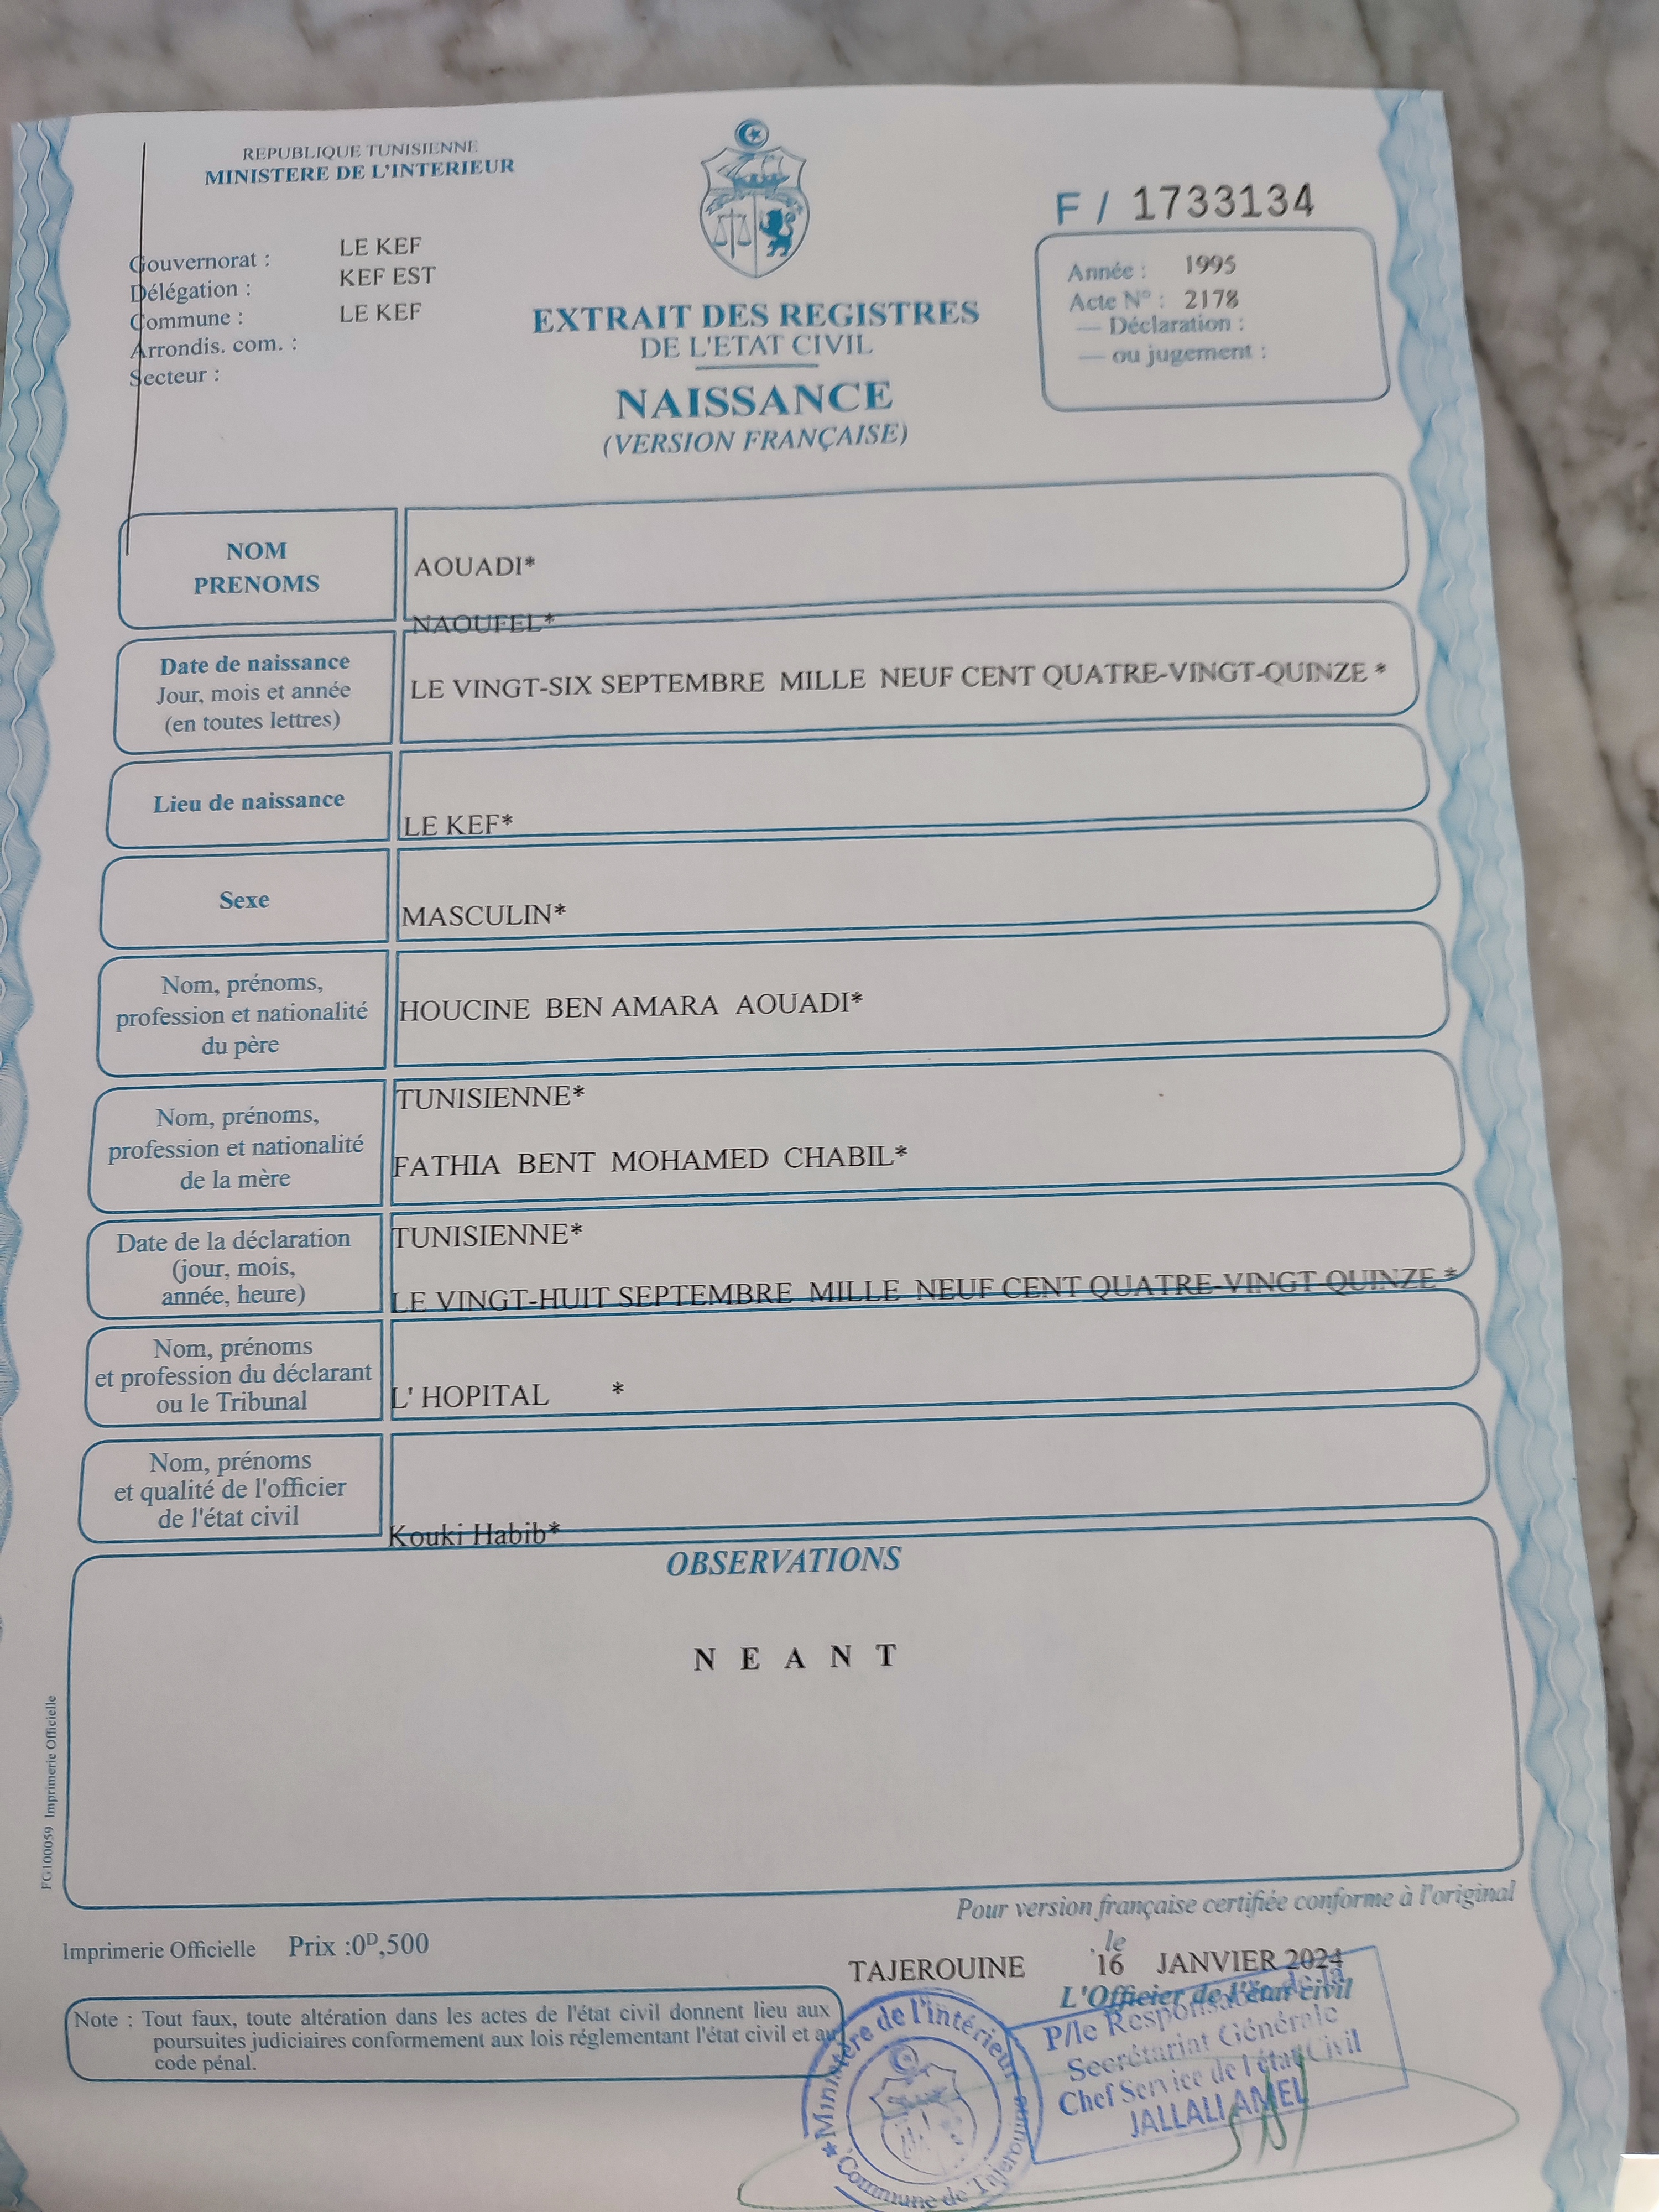 REPUBLIQUE TUNISIENNE
MINISTERE DE L'INTERIEUR
F / 1733134
Gouvernorat : LE KEF
Délégation : KEF EST
Commune : LE KEF
Arrondis. com. :
Secteur :
Année : 1995
Acte N° : 2178
— Déclaration :
— ou jugement :
EXTRAIT DES REGISTRES
DE L'ETAT CIVIL
NAISSANCE
(VERSION FRANÇAISE)
NOM
PRENOMS
AOUADI*
NAOUFEL*
Date de naissance
Jour, mois et année
(en toutes lettres)
LE VINGT-SIX SEPTEMBRE MILLE NEUF CENT QUATRE-VINGT-QUINZE *
Lieu de naissance
LE KEF*
Sexe
MASCULIN*
Nom, prénoms,
profession et nationalité
du père
HOUCINE BEN AMARA AOUADI*
TUNISIENNE*
Nom, prénoms,
profession et nationalité
de la mère
FATHIA BENT MOHAMED CHABIL*
TUNISIENNE*
Date de la déclaration
(jour, mois,
année, heure)
LE VINGT-HUIT SEPTEMBRE MILLE NEUF CENT QUATRE-VINGT-QUINZE *
Nom, prénoms
et profession du déclarant
ou le Tribunal
L' HOPITAL *
Nom, prénoms
et qualité de l'officier
de l'état civil
Kouki Habib*
OBSERVATIONS
N E A N T
FG100059 Imprimerie Officielle
Pour version française certifiée conforme à l'original
Imprimerie Officielle Prix :0D,500
TAJEROUINE le 16 JANVIER 2024
L'Officier de l'état civil
Note : Tout faux, toute altération dans les actes de l'état civil donnent lieu aux
poursuites judiciaires conformement aux lois réglementant l'état civil et au
code pénal.
P/le Responsable de la
Secrétariat Générale
Chef Service de l'état Civil
JALLALI AMEL
Ministère de l'intérieur
Commune de Tajerouine